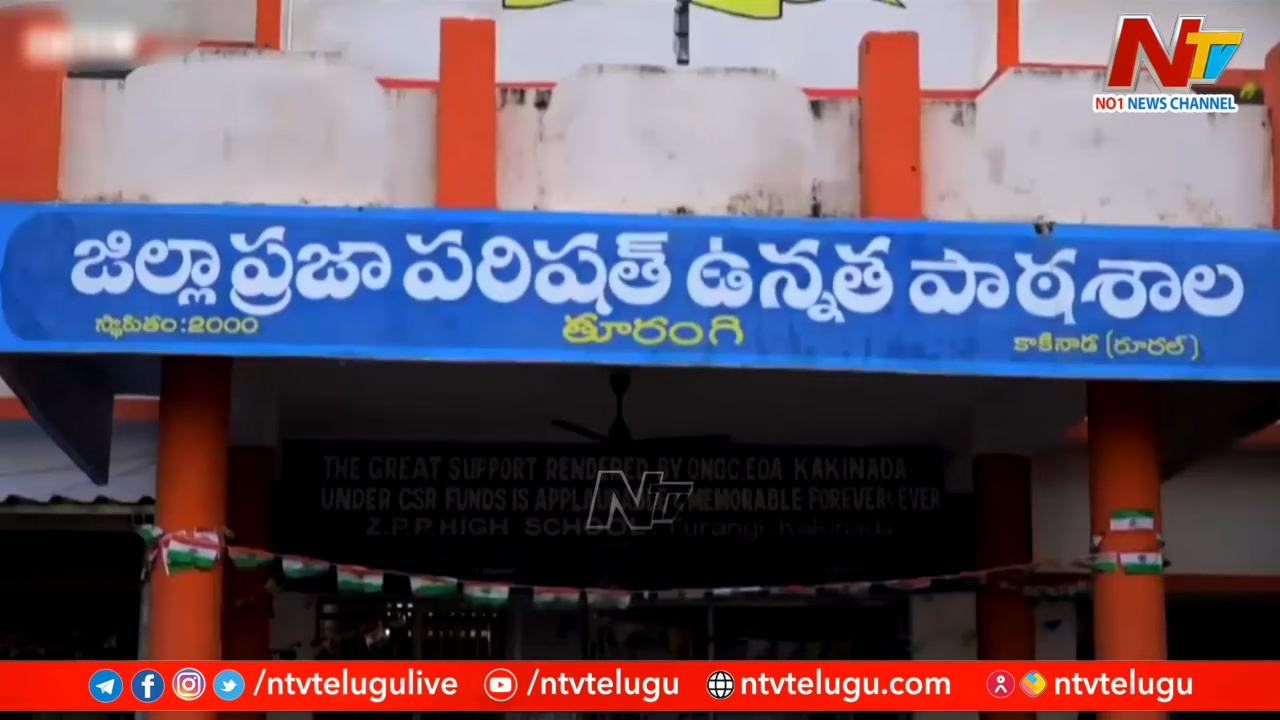 NTV
NO1 NEWS CHANNEL
జిల్లా ప్రజా పరిషత్ ఉన్నత పాఠశాల
స్థాపితం:2000 తూరంగి కాకినాడ (రూరల్)
THE GREAT SUPPORT RENDERED BY ONGC.EOA KAKINADA
UNDER CSR FUNDS IS MEMORABLE FOREVER & EVER
Z.P.P.HIGH SCHOOL. Turangi, Kakinada
NTV
/ntvtelugulive /ntvtelugu ntvtelugu.com ntvtelugu